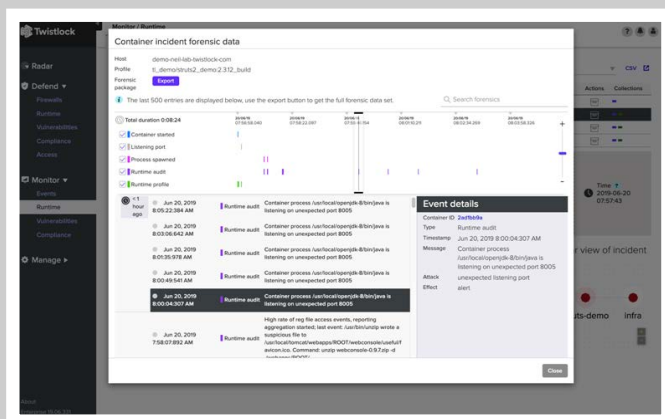 Twistlock
Monitor / Runtime
Container incident forensic data
Host demo-neil-lab-twistlock-com
Profile
Forensic package Export
The last 500 entries are displayed below, use the export button to get the full forensic data set.
Search forensics
CSV
Actions Collections
Radar
Defend
Firewalls
Runtime
Vulnerabilities
Compliance
Access
Monitor
Events
Runtime
Vulnerabilities
Compliance
Manage
About
Total duration 0:08:24
Container started
Listening port
Process spawned
Runtime audit
Runtime profile
< 1 hour ago
Jun 20, 2019 8:05:22:384 AM Runtime audit Container process /usr/local/openjdk-8/bin/java is
listening on unexpected port 8005
Jun 20, 2019 8:03:06:642 AM Runtime audit Container process /usr/local/openjdk-8/bin/java is
listening on unexpected port 8005
Jun 20, 2019 8:01:35:978 AM Runtime audit Container process /usr/local/openjdk-8/bin/java is
listening on unexpected port 8005
Jun 20, 2019 8:00:49:541 AM Runtime audit Container process /usr/local/openjdk-8/bin/java is
listening on unexpected port 8005
Jun 20, 2019 8:00:04:307 AM Runtime audit Container process /usr/local/openjdk-8/bin/java is
listening on unexpected port 8005
Jun 20, 2019 7:58:07:892 AM Runtime audit High rate of reg file access events, reporting
aggregation started; last event: /usr/bin/unzip wrote a
suspicious file to
/usr/local/tomcat/webapps/ROOT/webconsole/useful/f
avicon.ico. Command: unzip webconsole-0.9.7.zip -d
Event details
Container ID
Type Runtime audit
Timestamp Jun 20, 2019 8:00:04:307 AM
Message Container process
/usr/local/openjdk-8/bin/java is
listening on unexpected port 8005
Attack unexpected listening port
Effect alert
Time
2019-06-20
07:57:43
r view of incident
uts-demo infra
Close